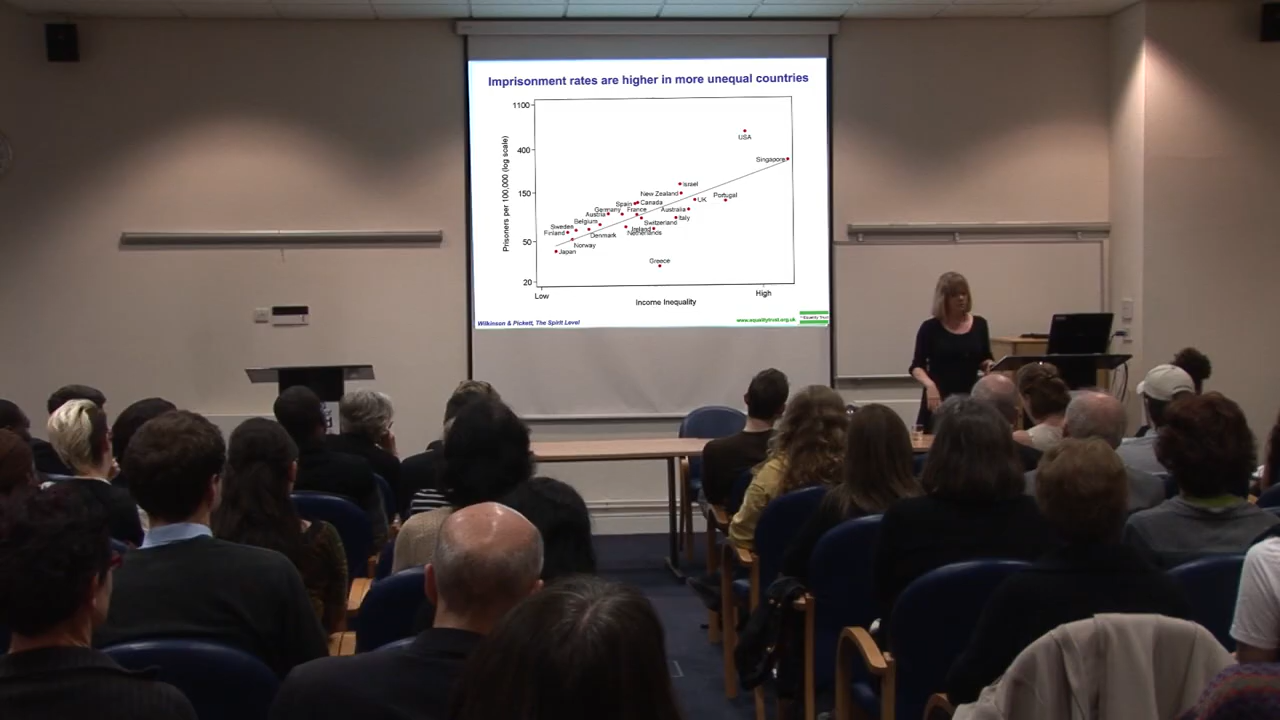 Imprisonment rates are higher in more unequal countries
1100
400
150
50
20
Prisoners per 100,000 (log scale)
USA
Singapore
Israel
New Zealand
UK
Portugal
Spain
Canada
Germany
France
Australia
Austria
Italy
Belgium
Switzerland
Sweden
Ireland
Finland
Denmark
Netherlands
Norway
Japan
Greece
Low
High
Income Inequality
Wilkinson & Pickett, The Spirit Level
www.equalitytrust.org.uk
Equality Trust